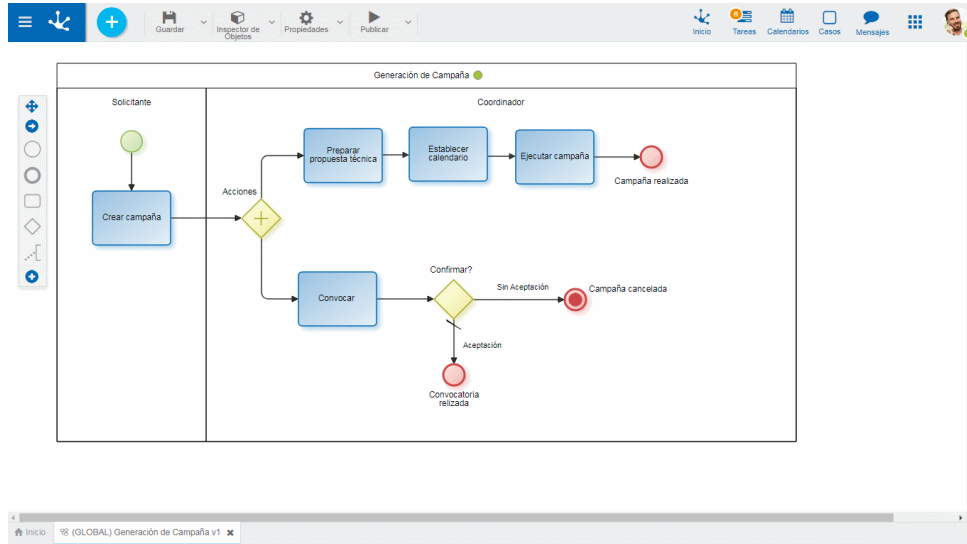 Guardar
Inspector de
Objetos
Propiedades
Publicar
Inicio
6
Tareas
Calendarios
Casos
Mensajes
Generación de Campaña
Solicitante
Coordinador
Preparar
propuesta técnica
Establecer
calendario
Ejecutar campaña
Campaña realizada
Acciones
Crear campaña
Confirmar?
Convocar
Sin Aceptación
Campaña cancelada
Aceptación
Convocatoria
relizada
Inicio
(GLOBAL) Generación de Campaña v1